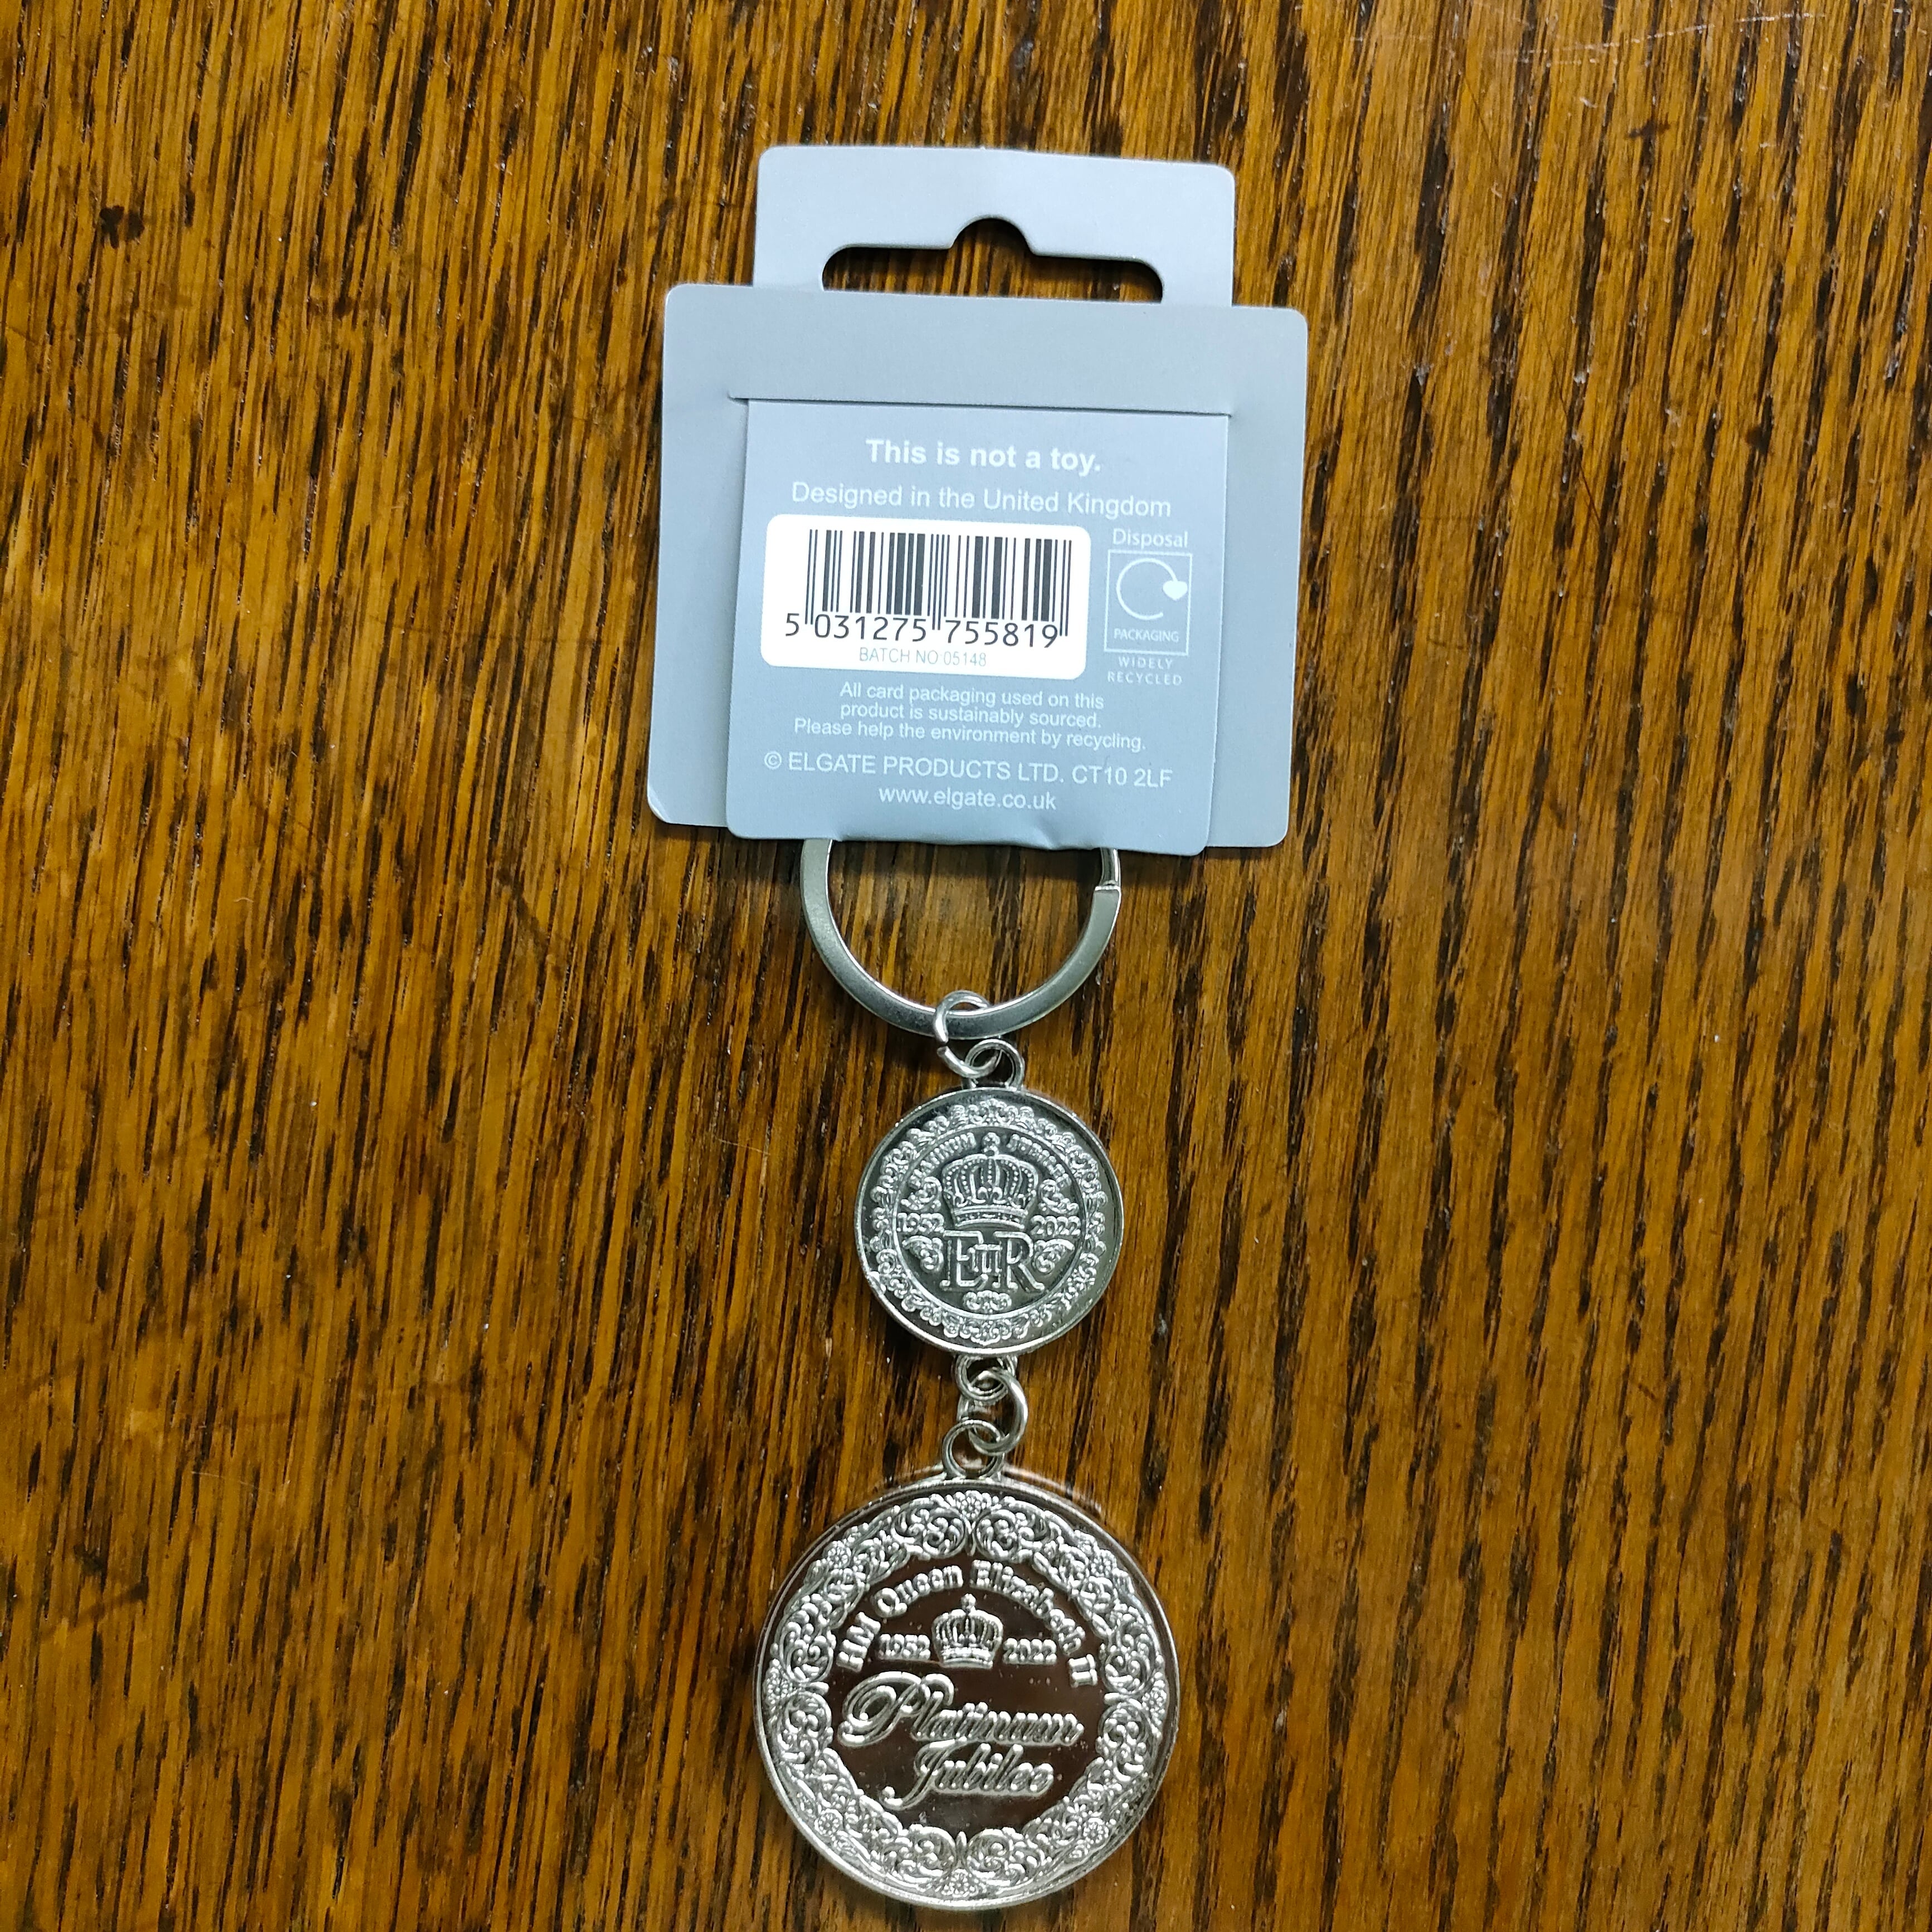 This is not a toy.
Designed in the United Kingdom
Disposal
PACKAGING
WIDELY
RECYCLED
5 031275 755819
BATCH NO 05148
All card packaging used on this
product is sustainably sourced.
Please help the environment by recycling.
© ELGATE PRODUCTS LTD. CT10 2LF
www.elgate.co.uk
PLATINUM JUBILEE
1952 2022
EIIR
HM Queen Elizabeth II
1952 2022
Platinum
Jubilee